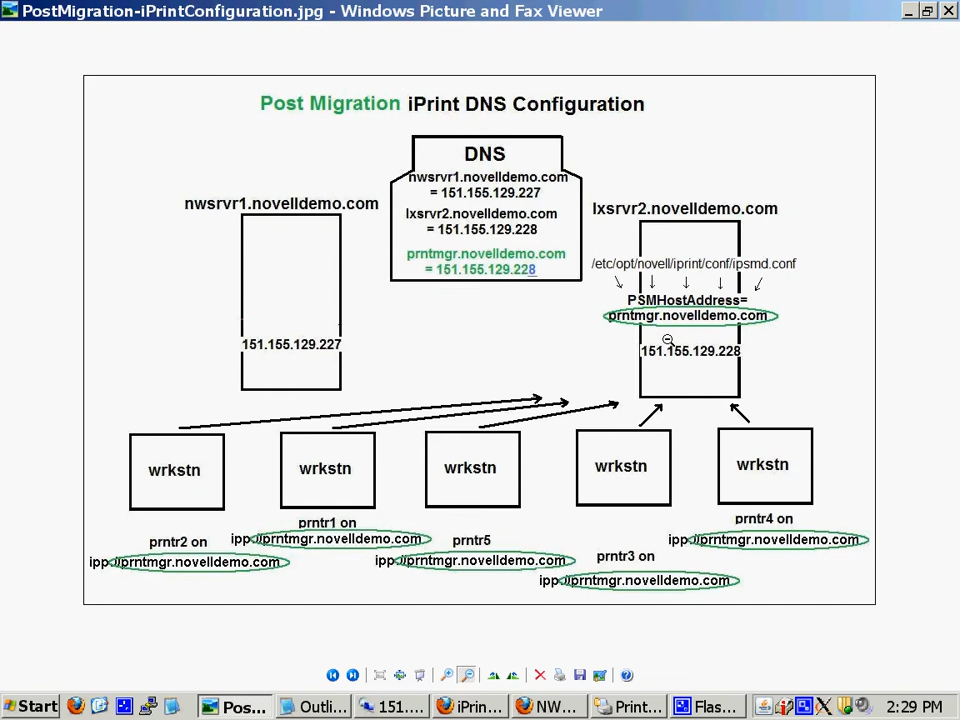 PostMigration-iPrintConfiguration.jpg - Windows Picture and Fax Viewer
Post Migration iPrint DNS Configuration
DNS
nwsrvr1.novelldemo.com
= 151.155.129.227
lxsrvr2.novelldemo.com
= 151.155.129.228
prntmgr.novelldemo.com
= 151.155.129.228
nwsrvr1.novelldemo.com
151.155.129.227
lxsrvr2.novelldemo.com
/etc/opt/novell/iprint/conf/ipsmd.conf
PSMHostAddress=
prntmgr.novelldemo.com
151.155.129.228
wrkstn
wrkstn
wrkstn
wrkstn
wrkstn
prntr2 on
ipp://prntmgr.novelldemo.com
prntr1 on
ipp://prntmgr.novelldemo.com
prntr5
ipp://prntmgr.novelldemo.com
prntr3 on
ipp://prntmgr.novelldemo.com
prntr4 on
ipp://prntmgr.novelldemo.com
Start
Pos...
Outli...
151....
iPrin...
NW...
Print...
Flas...
2:29 PM